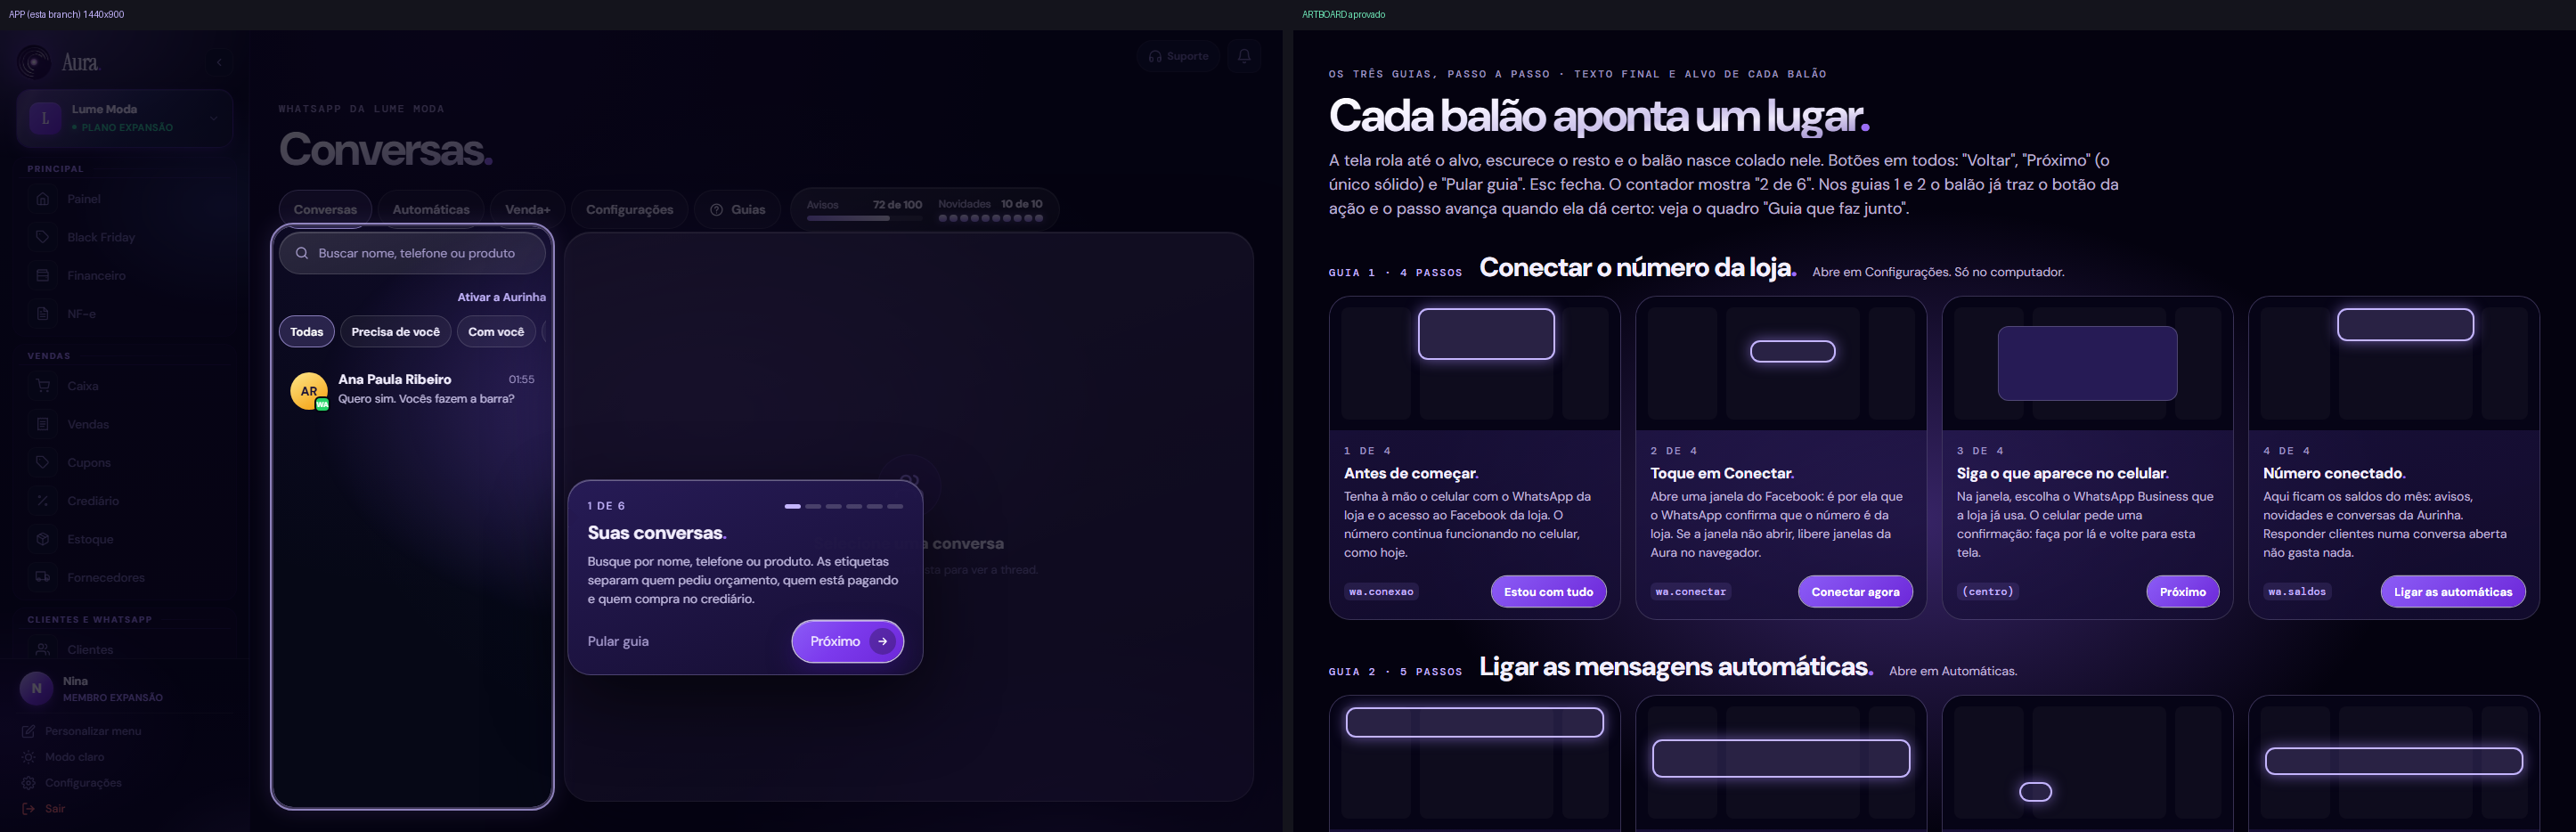 APP (esta branch) 1440x900
Aura.
L
Lume Moda
PLANO EXPANSÃO
PRINCIPAL
Painel
Black Friday
Financeiro
NF-e
VENDAS
Caixa
Vendas
Cupons
Crediário
Estoque
Fornecedores
CLIENTES E WHATSAPP
Clientes
N
Nina
MEMBRO EXPANSÃO
Personalizar menu
Modo claro
Configurações
Sair
Suporte
WHATSAPP DA LUME MODA
Conversas.
Conversas
Automáticas
Venda+
Configurações
Guias
Avisos 72 de 100
Novidades 10 de 10
Buscar nome, telefone ou produto
Ativar a Aurinha
Todas
Precisa de você
Com você
AR
WA
Ana Paula Ribeiro 01:55
Quero sim. Vocês fazem a barra?
conversa
para ver a thread.
1 DE 6
Suas conversas.
Busque por nome, telefone ou produto. As etiquetas
separam quem pediu orçamento, quem está pagando
e quem compra no crediário.
Pular guia
Próximo
ARTBOARD aprovado
OS TRÊS GUIAS, PASSO A PASSO · TEXTO FINAL E ALVO DE CADA BALÃO
Cada balão aponta um lugar.
A tela rola até o alvo, escurece o resto e o balão nasce colado nele. Botões em todos: "Voltar", "Próximo" (o
único sólido) e "Pular guia". Esc fecha. O contador mostra "2 de 6". Nos guias 1 e 2 o balão já traz o botão da
ação e o passo avança quando ela dá certo: veja o quadro "Guia que faz junto".
GUIA 1 · 4 PASSOS Conectar o número da loja. Abre em Configurações. Só no computador.
1 DE 4
Antes de começar.
Tenha à mão o celular com o WhatsApp da
loja e o acesso ao Facebook da loja. O
número continua funcionando no celular,
como hoje.
wa.conexao
Estou com tudo
2 DE 4
Toque em Conectar.
Abre uma janela do Facebook: é por ela que
o WhatsApp confirma que o número é da
loja. Se a janela não abrir, libere janelas da
Aura no navegador.
wa.conectar
Conectar agora
3 DE 4
Siga o que aparece no celular.
Na janela, escolha o WhatsApp Business que
a loja já usa. O celular pede uma
confirmação: faça por lá e volte para esta
tela.
(centro)
Próximo
4 DE 4
Número conectado.
Aqui ficam os saldos do mês: avisos,
novidades e conversas da Aurinha.
Responder clientes numa conversa aberta
não gasta nada.
wa.saldos
Ligar as automáticas
GUIA 2 · 5 PASSOS Ligar as mensagens automáticas. Abre em Automáticas.